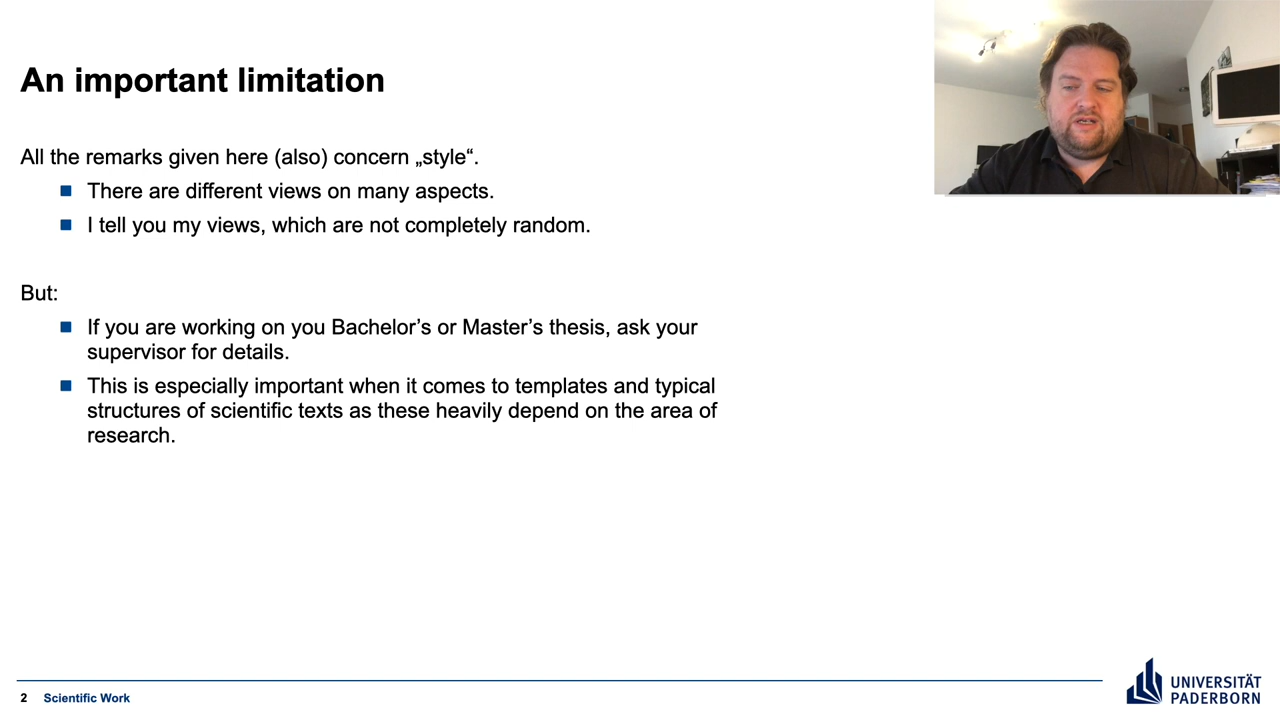 An important limitation
All the remarks given here (also) concern „style“.
There are different views on many aspects.
I tell you my views, which are not completely random.
But:
If you are working on you Bachelor’s or Master’s thesis, ask your
supervisor for details.
This is especially important when it comes to templates and typical
structures of scientific texts as these heavily depend on the area of
research.
2 Scientific Work
UNIVERSITÄT
PADERBORN